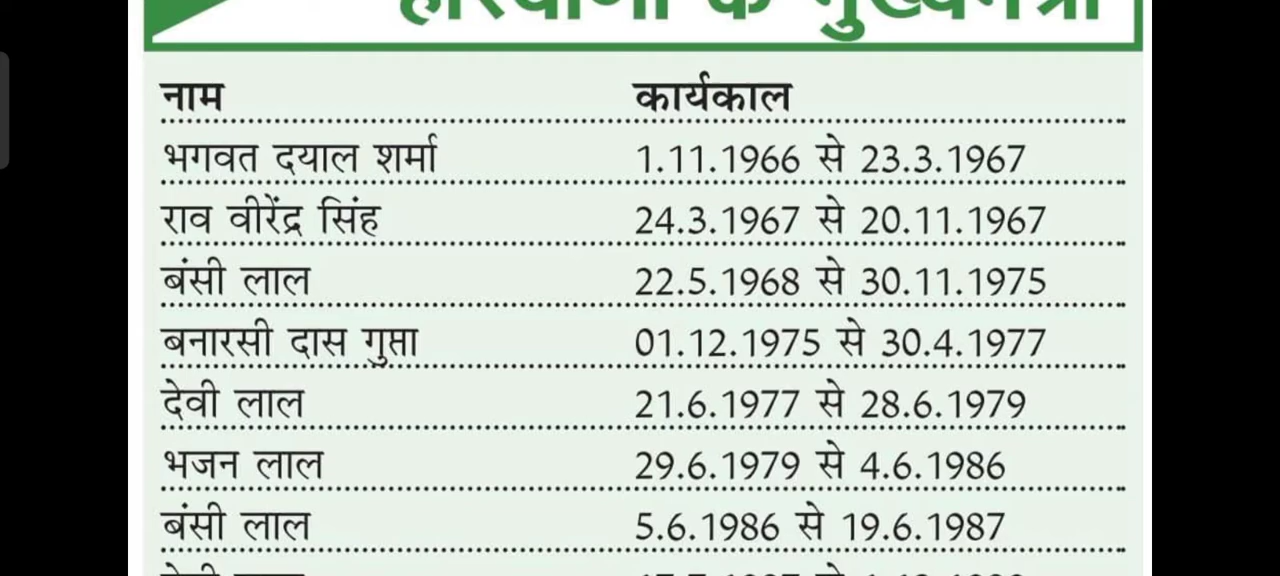 हरियाणा के मुख्यमंत्री
नाम कार्यकाल
भगवत दयाल शर्मा 1.11.1966 से 23.3.1967
राव वीरेंद्र सिंह 24.3.1967 से 20.11.1967
बंसी लाल 22.5.1968 से 30.11.1975
बनारसी दास गुप्ता 01.12.1975 से 30.4.1977
देवी लाल 21.6.1977 से 28.6.1979
भजन लाल 29.6.1979 से 4.6.1986
बंसी लाल 5.6.1986 से 19.6.1987